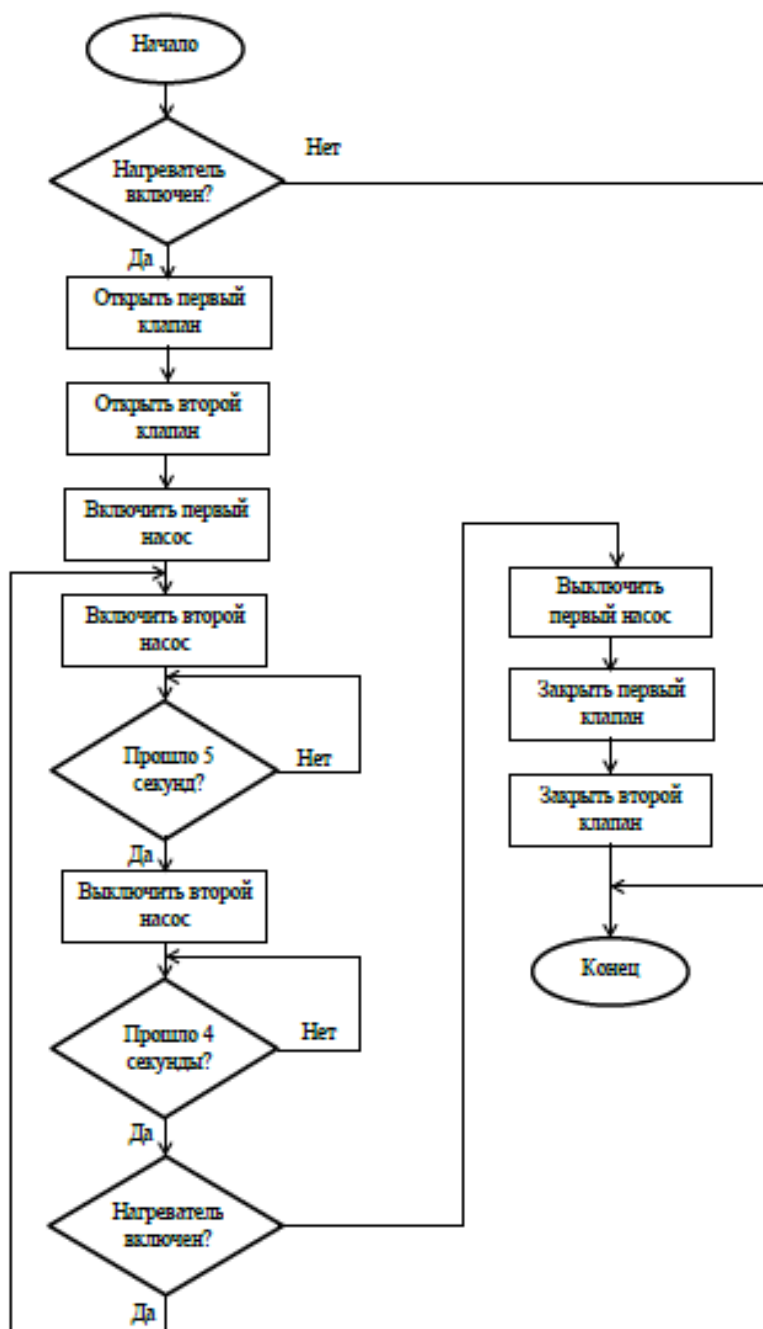 Начало
Нет
Нагреватель
включен?
Да
Открыть первый
клапан
Открыть второй
клапан
Включить первый
насос
Включить второй
насос
Прошло 5
секунд?
Нет
Да
Выключить второй
насос
Прошло 4
секунды?
Нет
Да
Нагреватель
включен?
Да
Выключить
первый насос
Закрыть первый
клапан
Закрыть второй
клапан
Конец